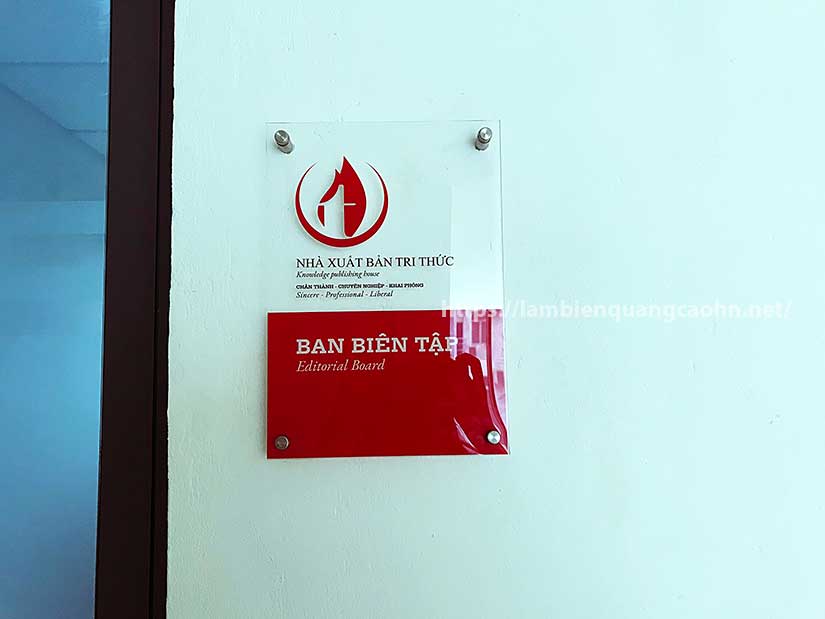 NHÀ XUẤT BẢN TRI THỨC
Knowledge publishing house
CHÂN THÀNH - CHUYÊN NGHIỆP - KHAI PHÓNG
Sincere - Professional - Liberal
https://lambienquangcaohn.net/
BAN BIÊN TẬP
Editorial Board